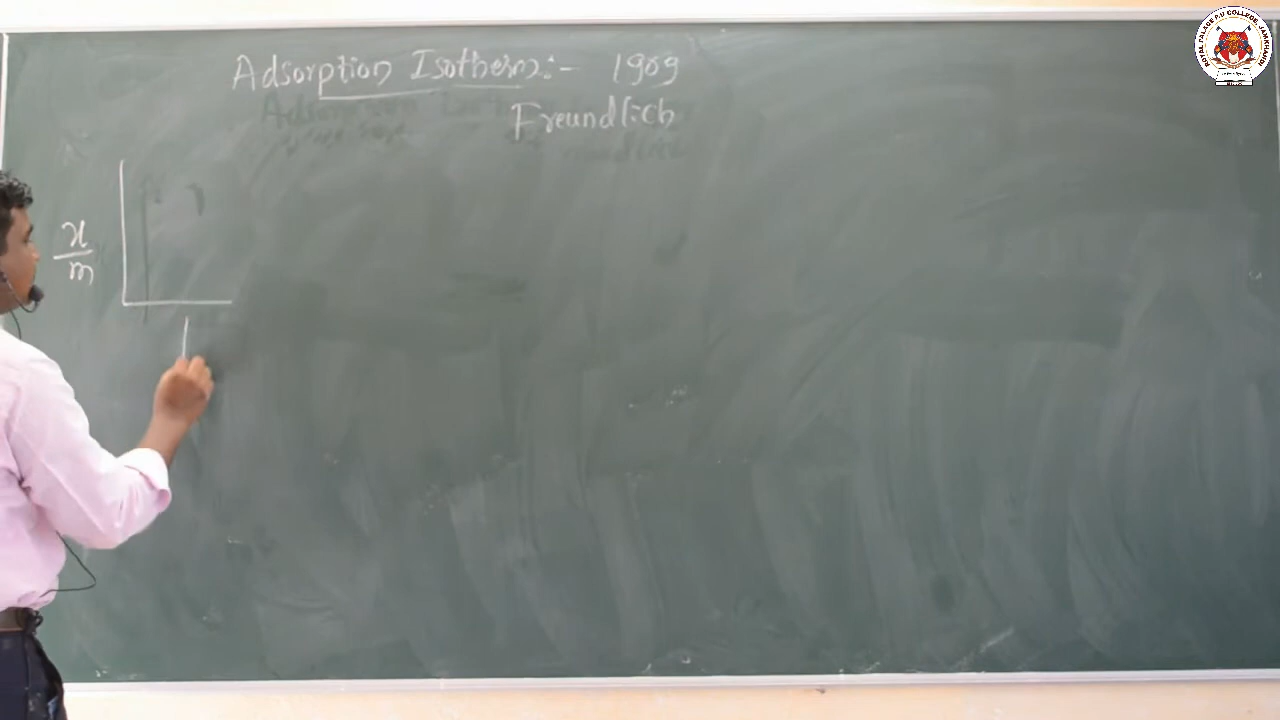 Adsorption Isotherm:- 1909
Freundlich
x
m